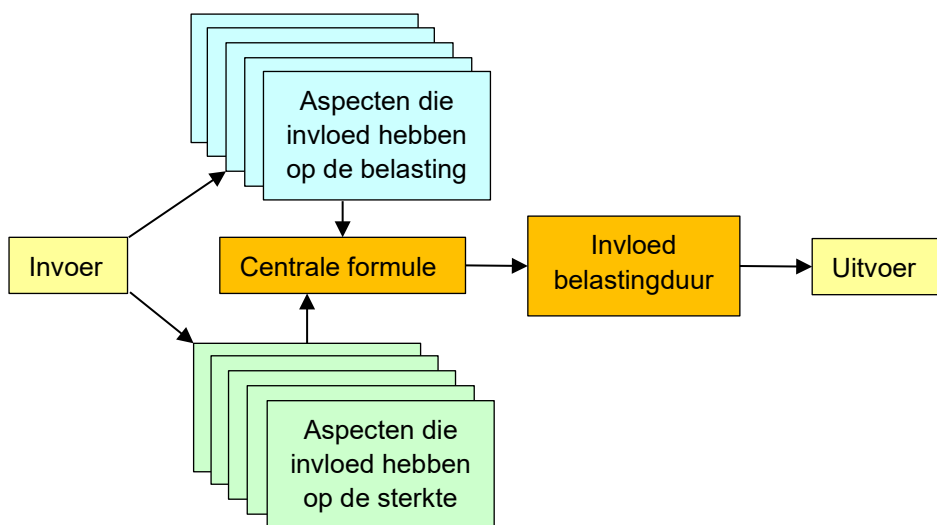 Aspecten die
invloed hebben
op de belasting
Invoer
Centrale formule
Invloed
belastingduur
Uitvoer
Aspecten die
invloed hebben
op de sterkte